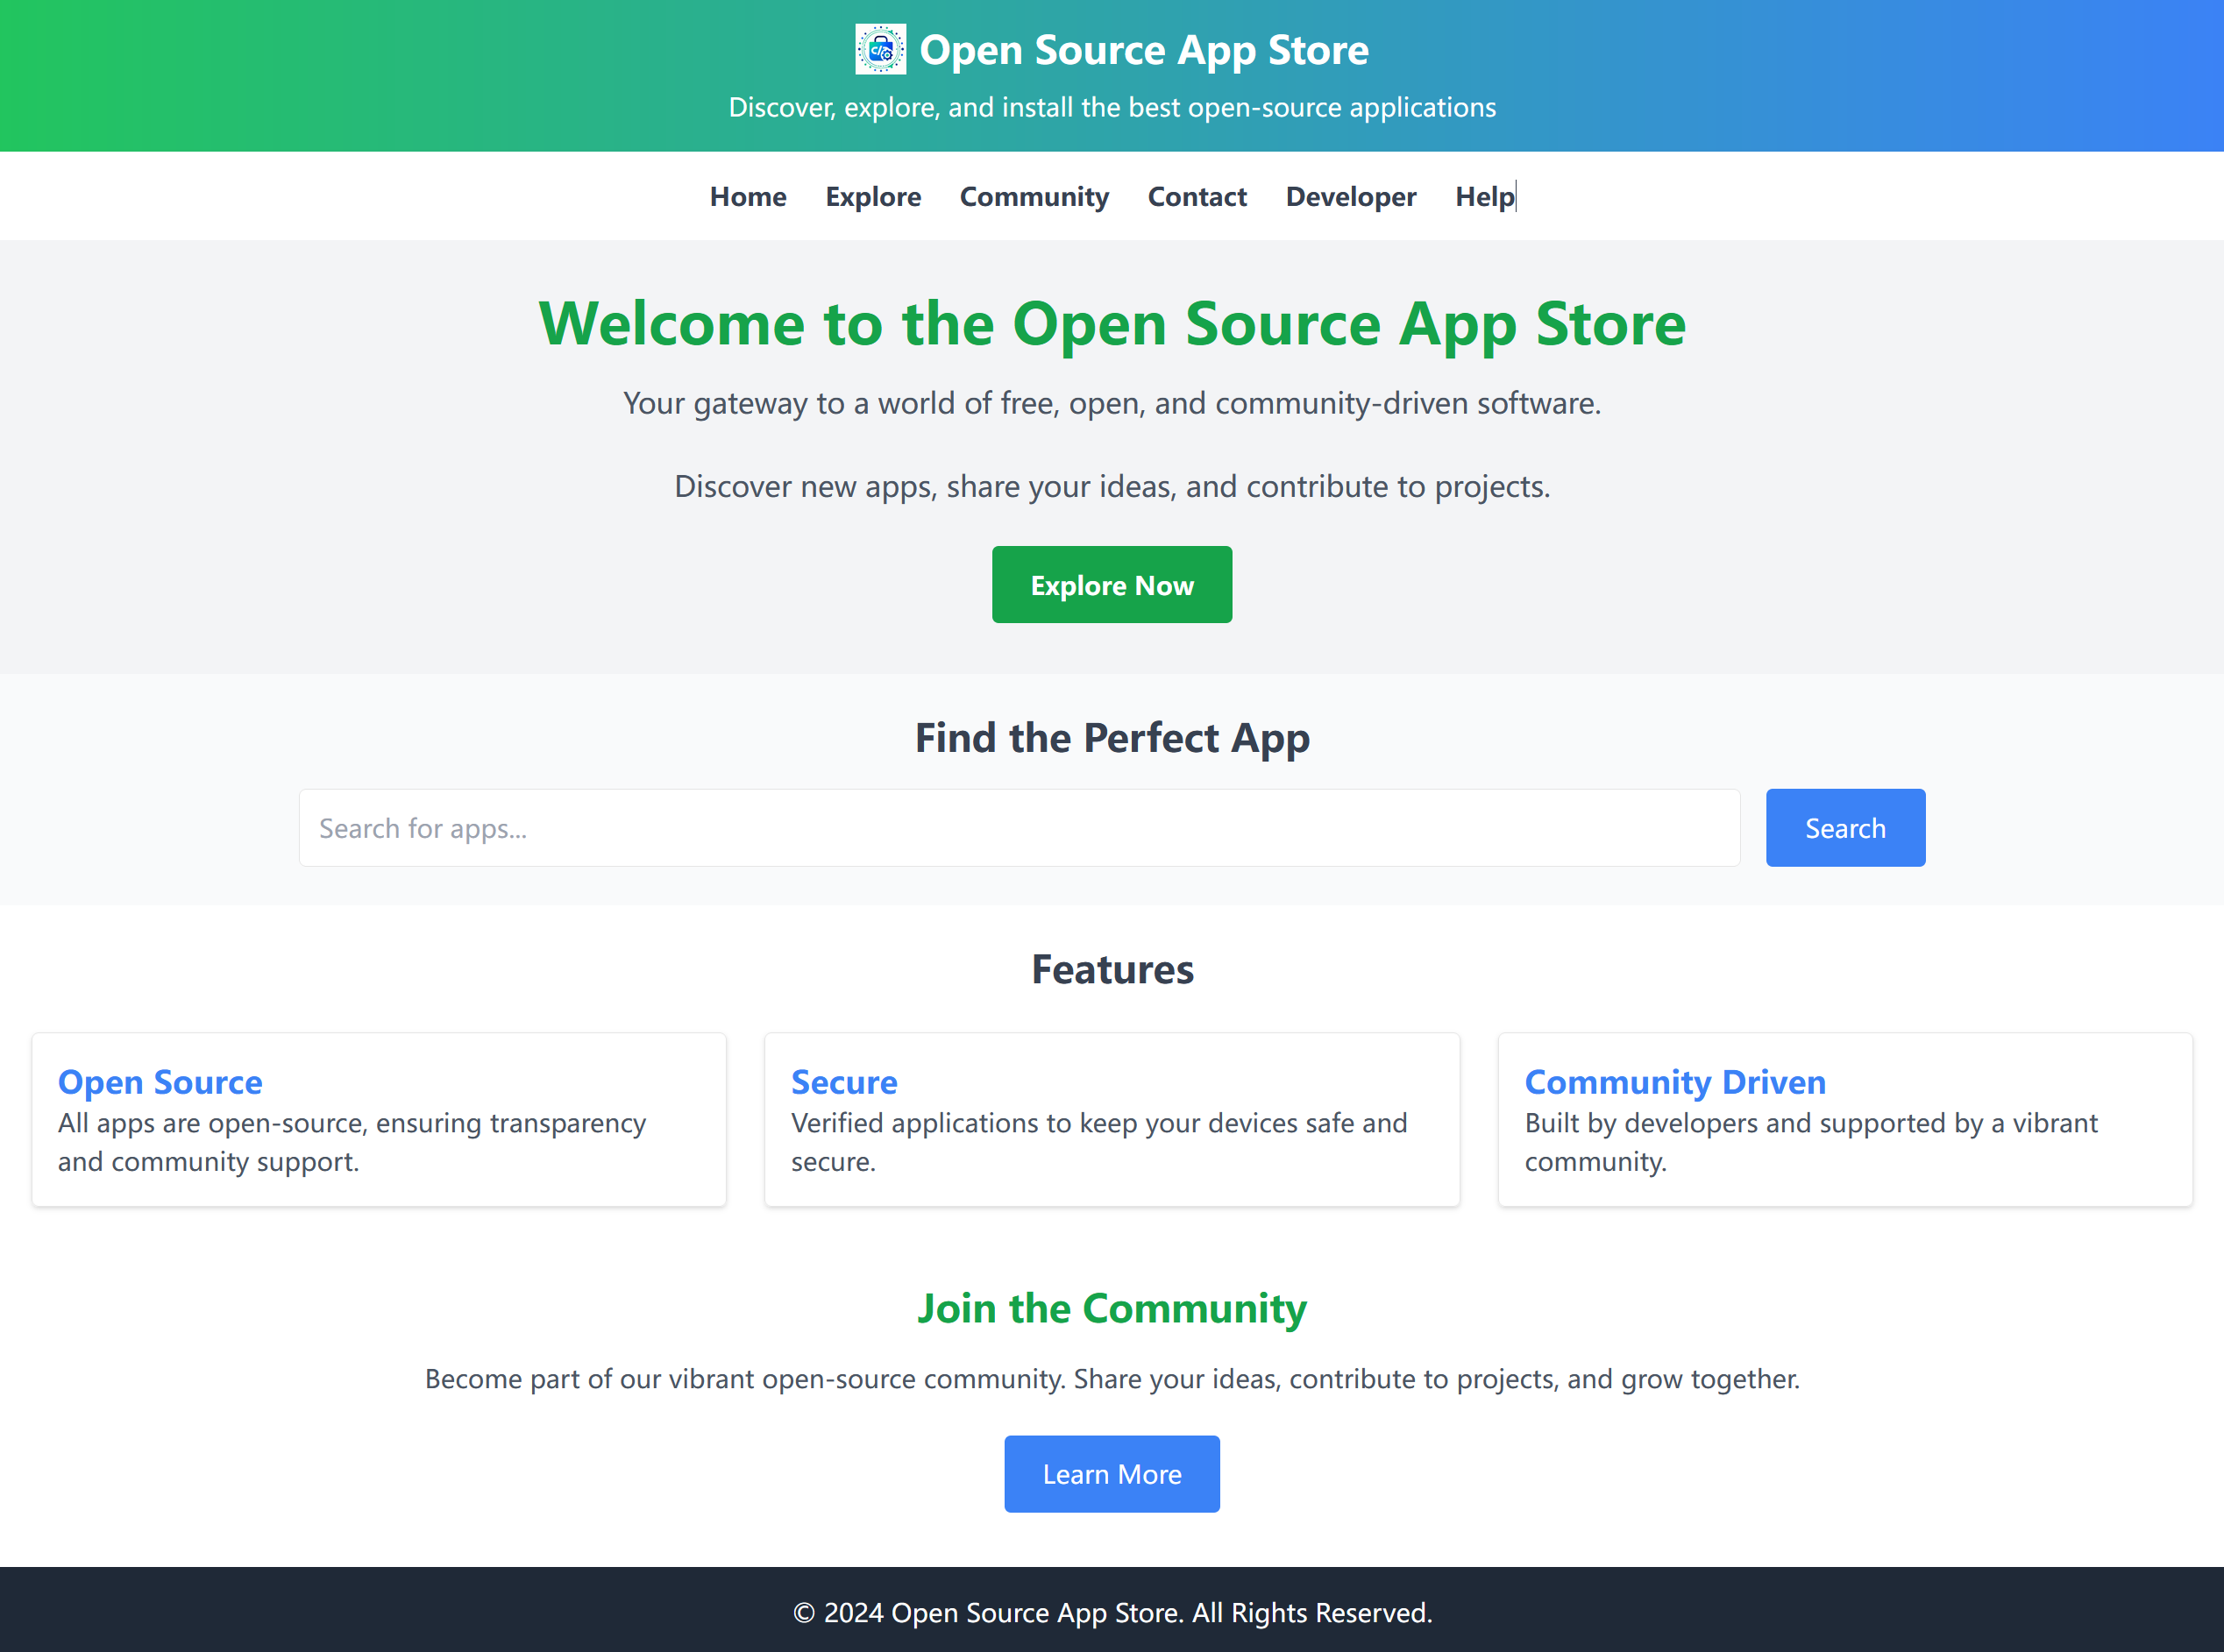 Open Source App Store
Discover, explore, and install the best open-source applications
Home Explore Community Contact Developer Help
Welcome to the Open Source App Store
Your gateway to a world of free, open, and community-driven software.
Discover new apps, share your ideas, and contribute to projects.
Explore Now
Find the Perfect App
Search for apps...
Search
Features
Open Source
All apps are open-source, ensuring transparency
and community support.
Secure
Verified applications to keep your devices safe and
secure.
Community Driven
Built by developers and supported by a vibrant
community.
Join the Community
Become part of our vibrant open-source community. Share your ideas, contribute to projects, and grow together.
Learn More
© 2024 Open Source App Store. All Rights Reserved.